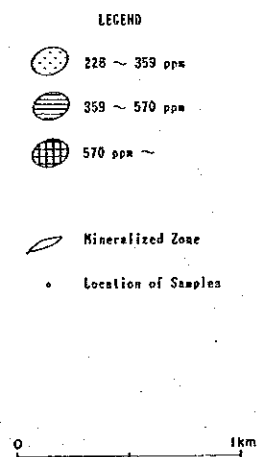 LEGEND
228 ~ 359 ppm
359 ~ 570 ppm
570 ppm ~
Mineralized Zone
Location of Samples
0 1km